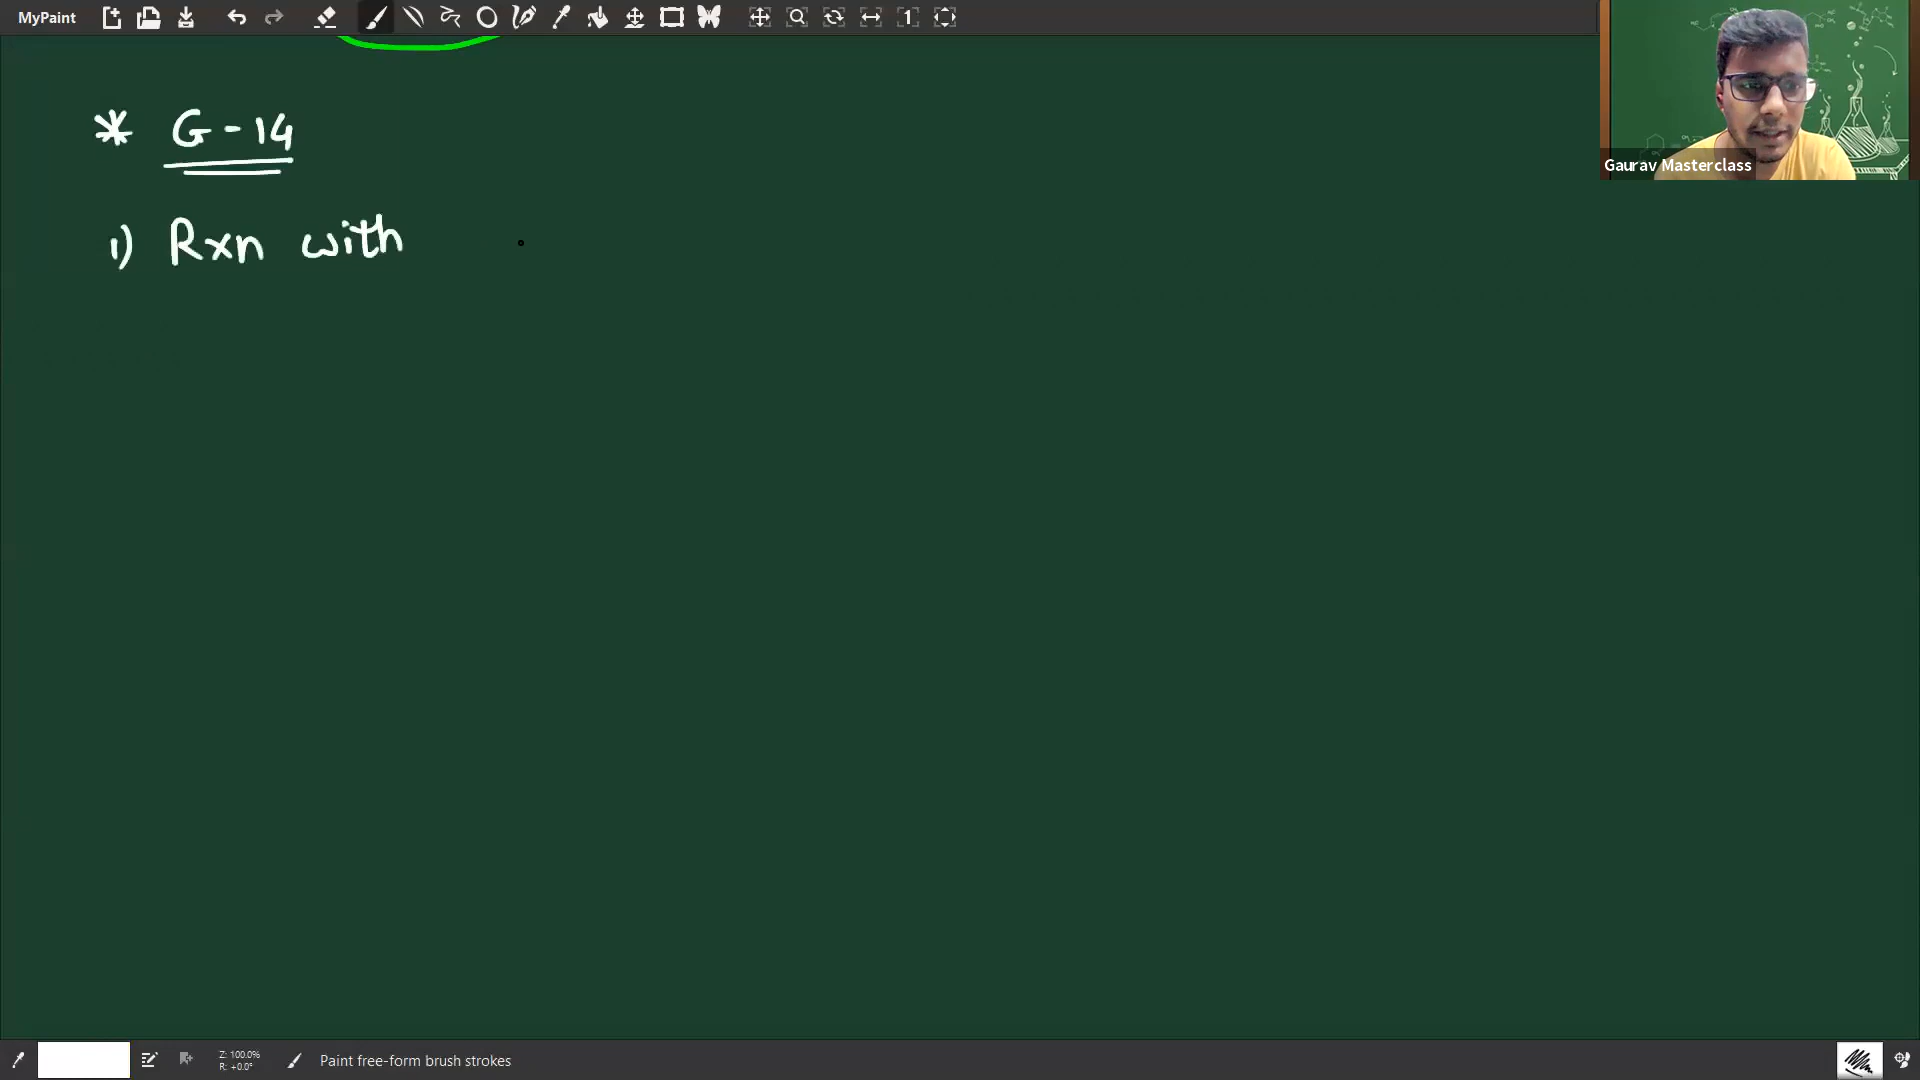 MyPaint
* G-14
1) Rxn with
Gaurav Masterclass
Z: 100.0%
R: +0.0°
Paint free-form brush strokes